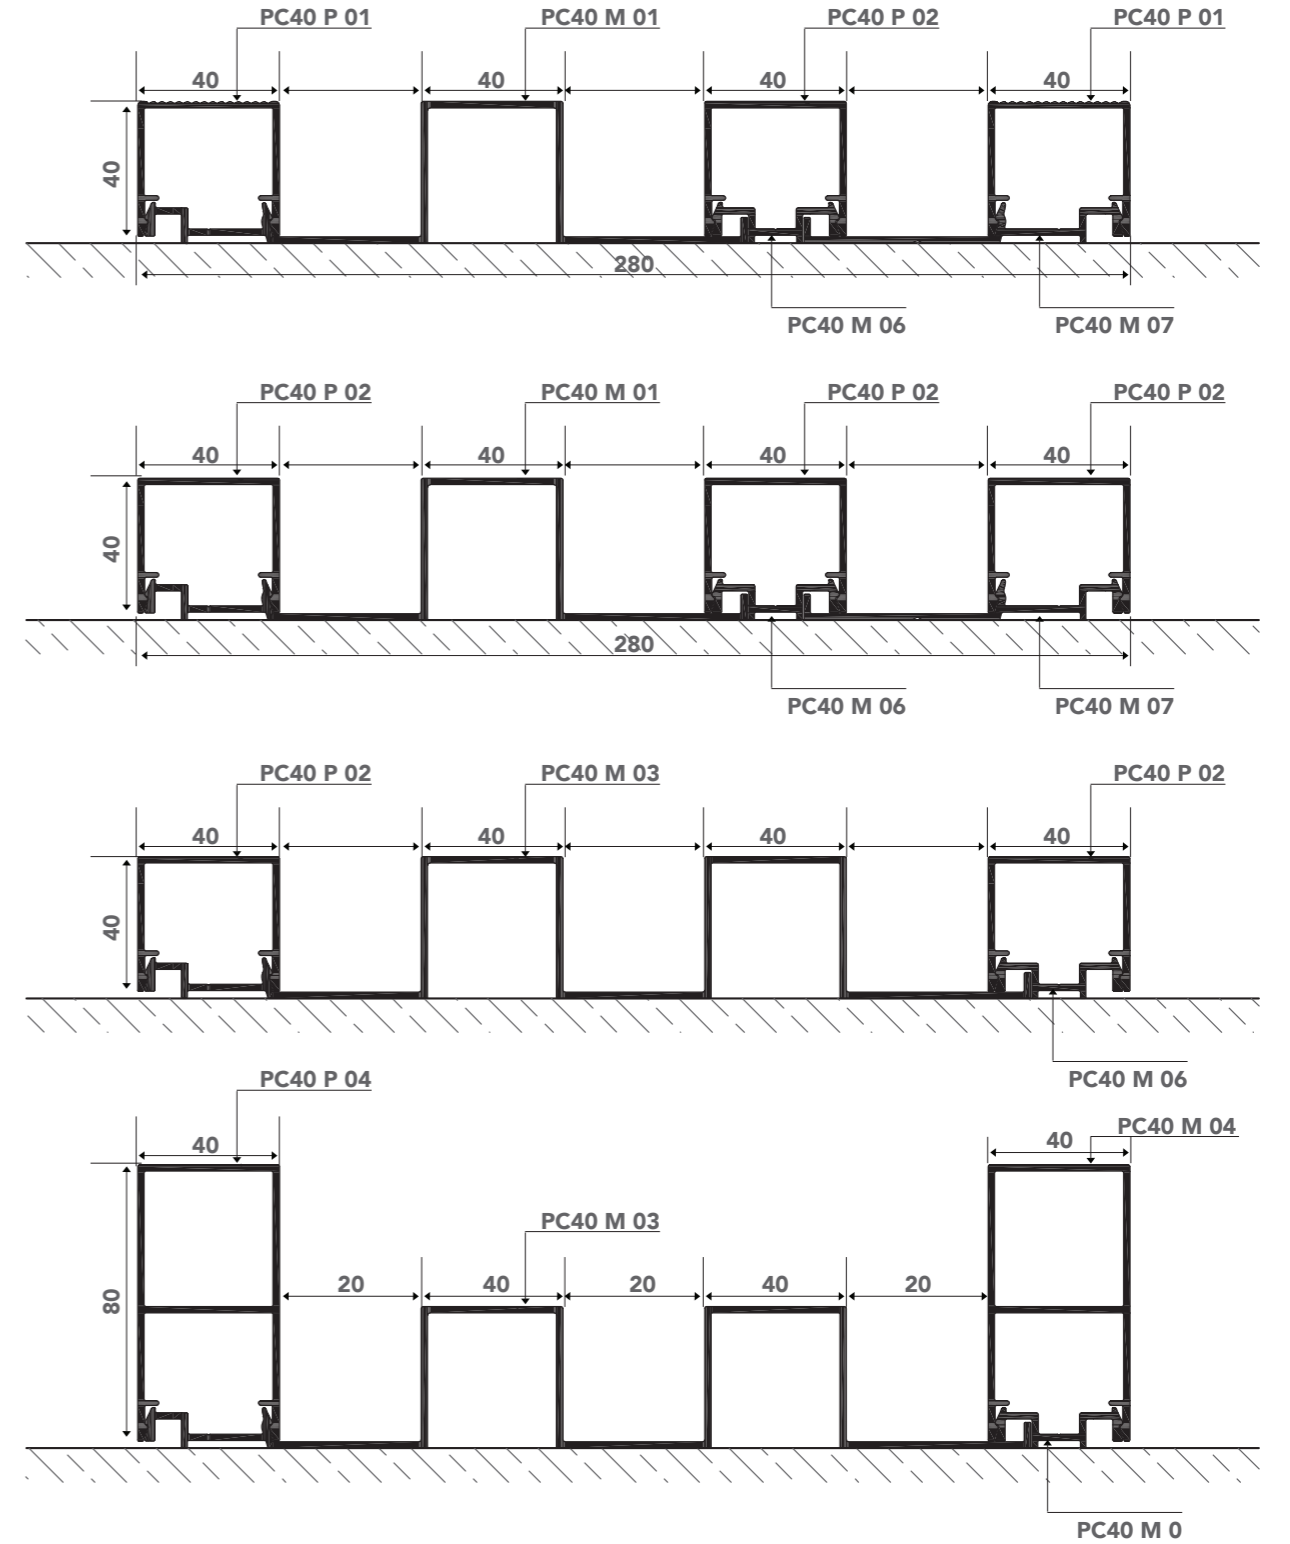 PC40 P 01 PC40 M 01 PC40 P 02 PC40 P 01
40 40 40 40
40
280
PC40 M 06 PC40 M 07
PC40 P 02 PC40 M 01 PC40 P 02 PC40 P 02
40 40 40 40
40
280
PC40 M 06 PC40 M 07
PC40 P 02 PC40 M 03 PC40 P 02
40 40 40 40
40
PC40 M 06
PC40 P 04
PC40 M 04
40 40
PC40 M 03
80
20 40 20 40 20
PC40 M 0